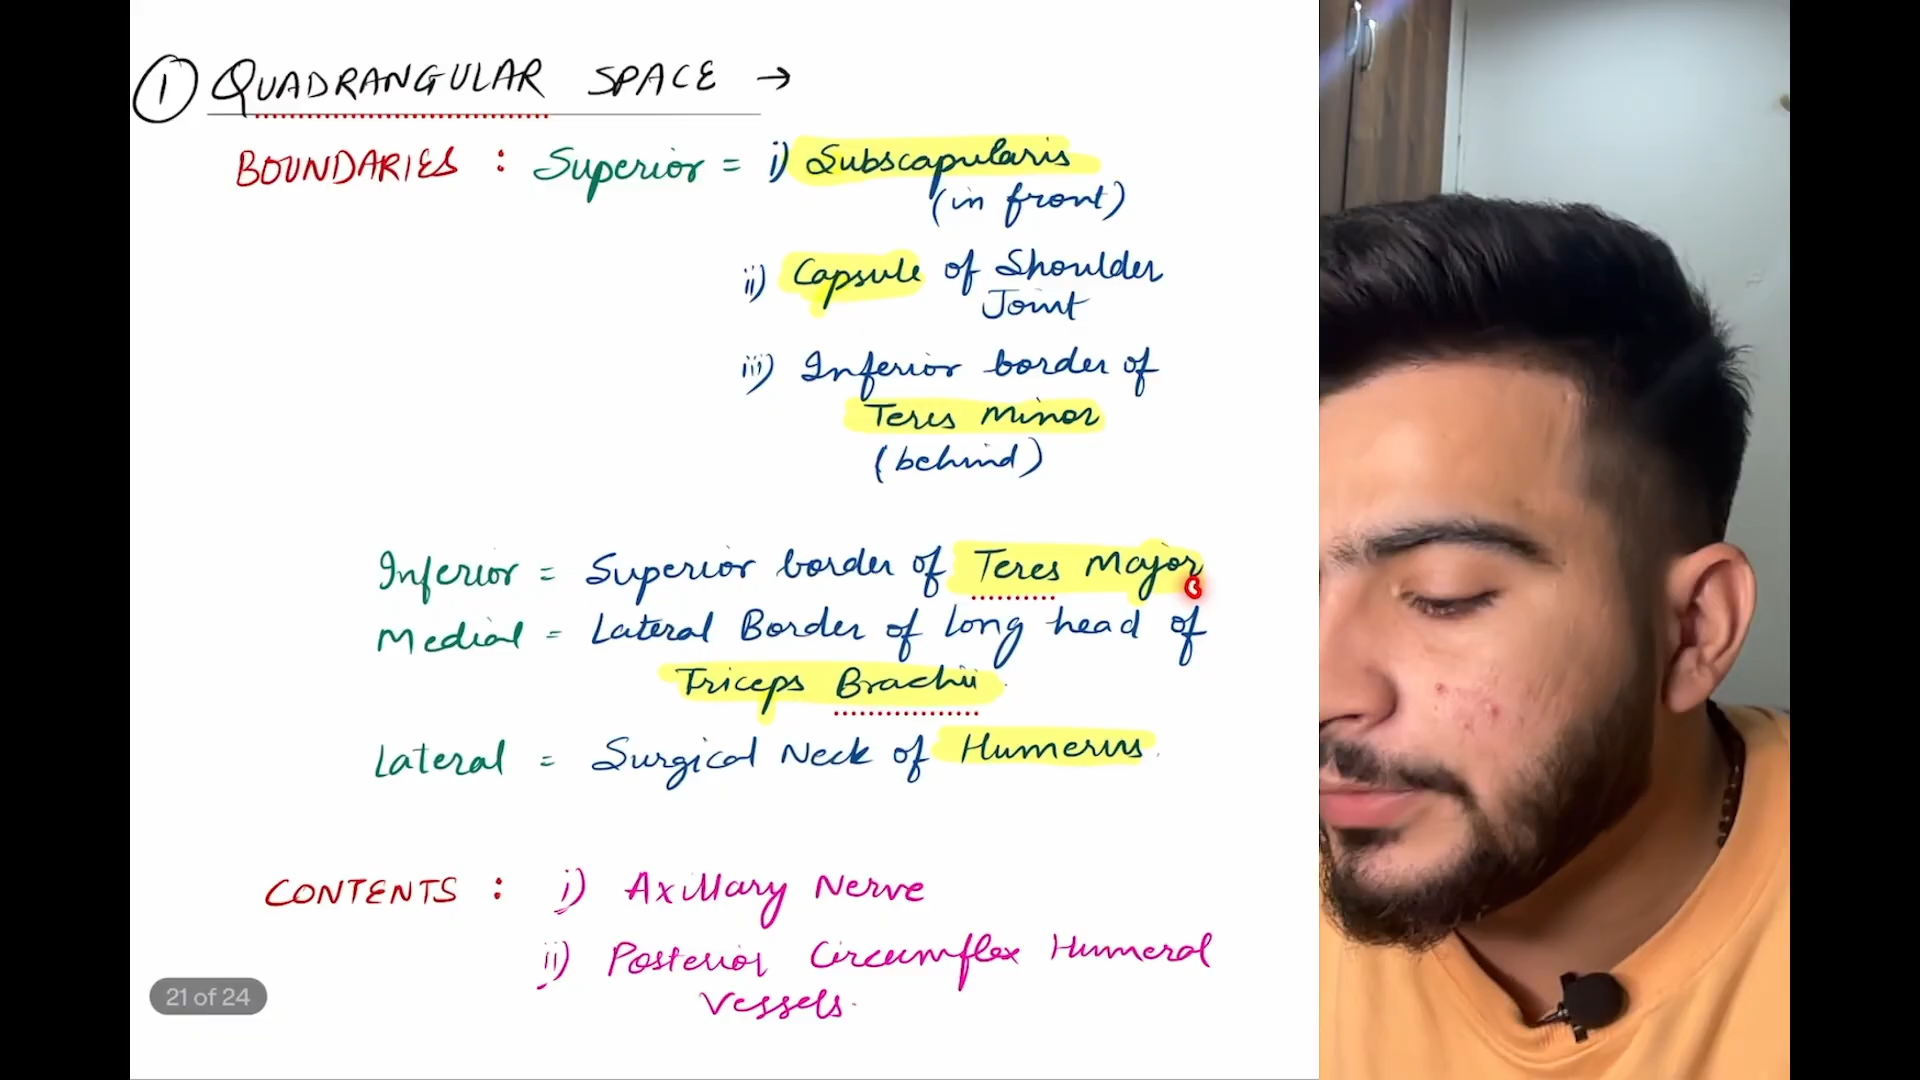 ① QUADRANGULAR SPACE →
BOUNDARIES : Superior = i) Subscapularis
(in front)
ii) Capsule of Shoulder
Joint
iii) Inferior border of
Teres Minor
(behind)
Inferior = Superior border of Teres Major
Medial = Lateral Border of long head of
Triceps Brachii
Lateral = Surgical Neck of Humerus.
CONTENTS : i) Axillary Nerve
ii) Posterior Circumflex Humeral
Vessels.
21 of 24